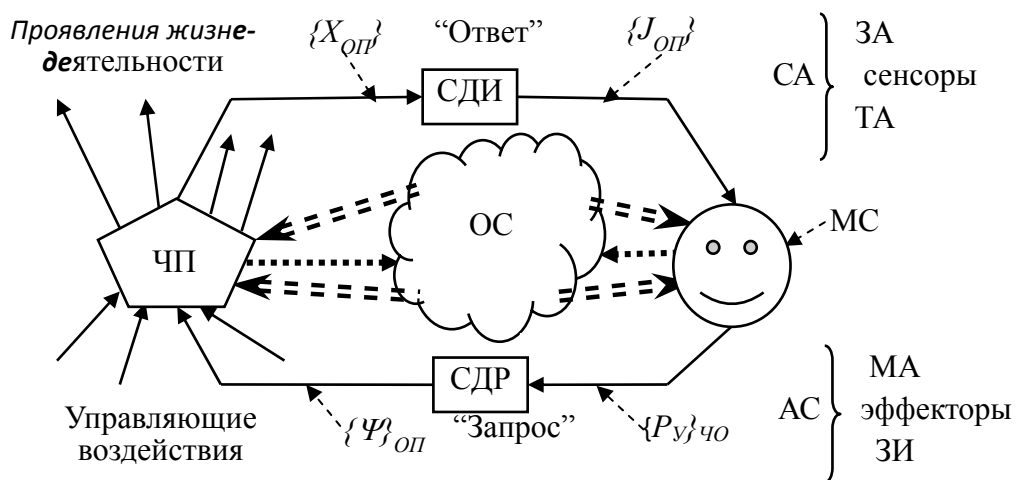 Проявления жизне-
деятельности
{X_ОП}
“Ответ”
{J_ОП}
СДИ
СА
ЗА
сенсоры
ТА
ЧП
ОС
МС
СДР
“Запрос”
Управляющие
воздействия
{Ψ}_ОП
{P_У}_ЧО
АС
МА
эффекторы
ЗИ